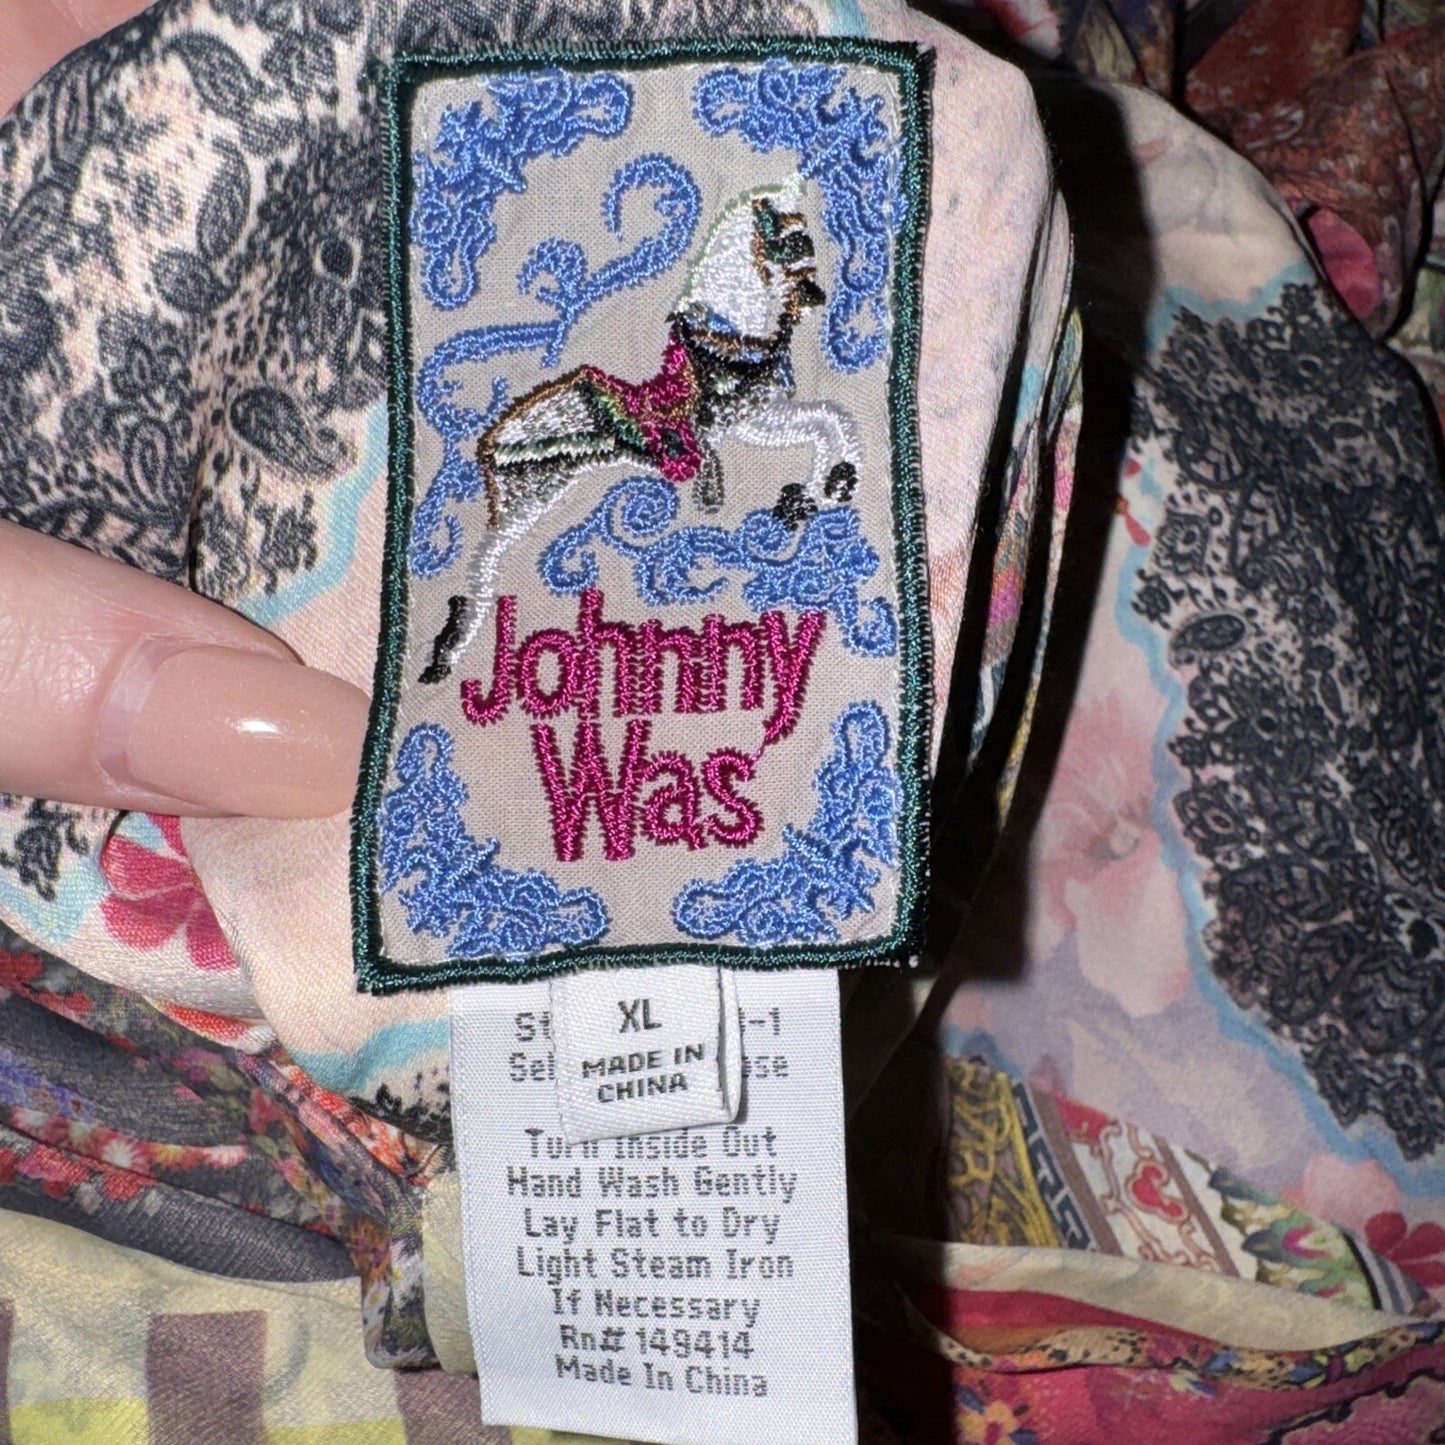 Johnny
Was
XL
MADE IN
CHINA
Turn Inside Out
Hand Wash Gently
Lay Flat to Dry
Light Steam Iron
If Necessary
Rn# 149414
Made In China